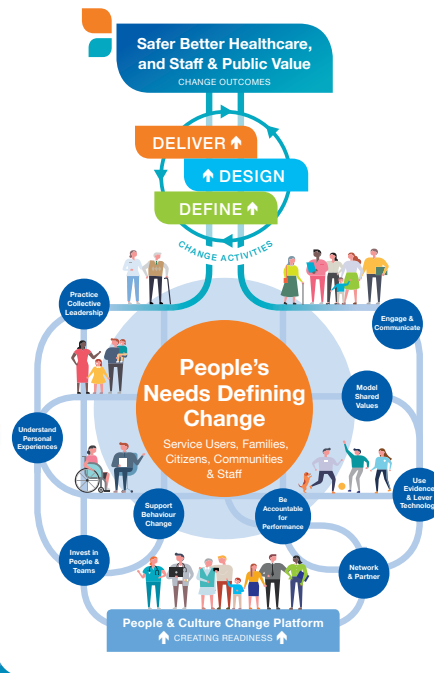 Safer Better Healthcare,
and Staff & Public Value
CHANGE OUTCOMES
DELIVER
DESIGN
DEFINE
CHANGE ACTIVITIES
Practice
Collective
Leadership
Engage &
Communicate
People's
Needs Defining
Change
Service Users, Families,
Citizens, Communities
& Staff
Model
Shared
Values
Understand
Personal
Experiences
Use
Evidence
& Lever
Technolog
Support
Behaviour
Change
Be
Accountable
for
Performance
Invest in
People &
Teams
Network
& Partner
People & Culture Change Platform
CREATING READINESS